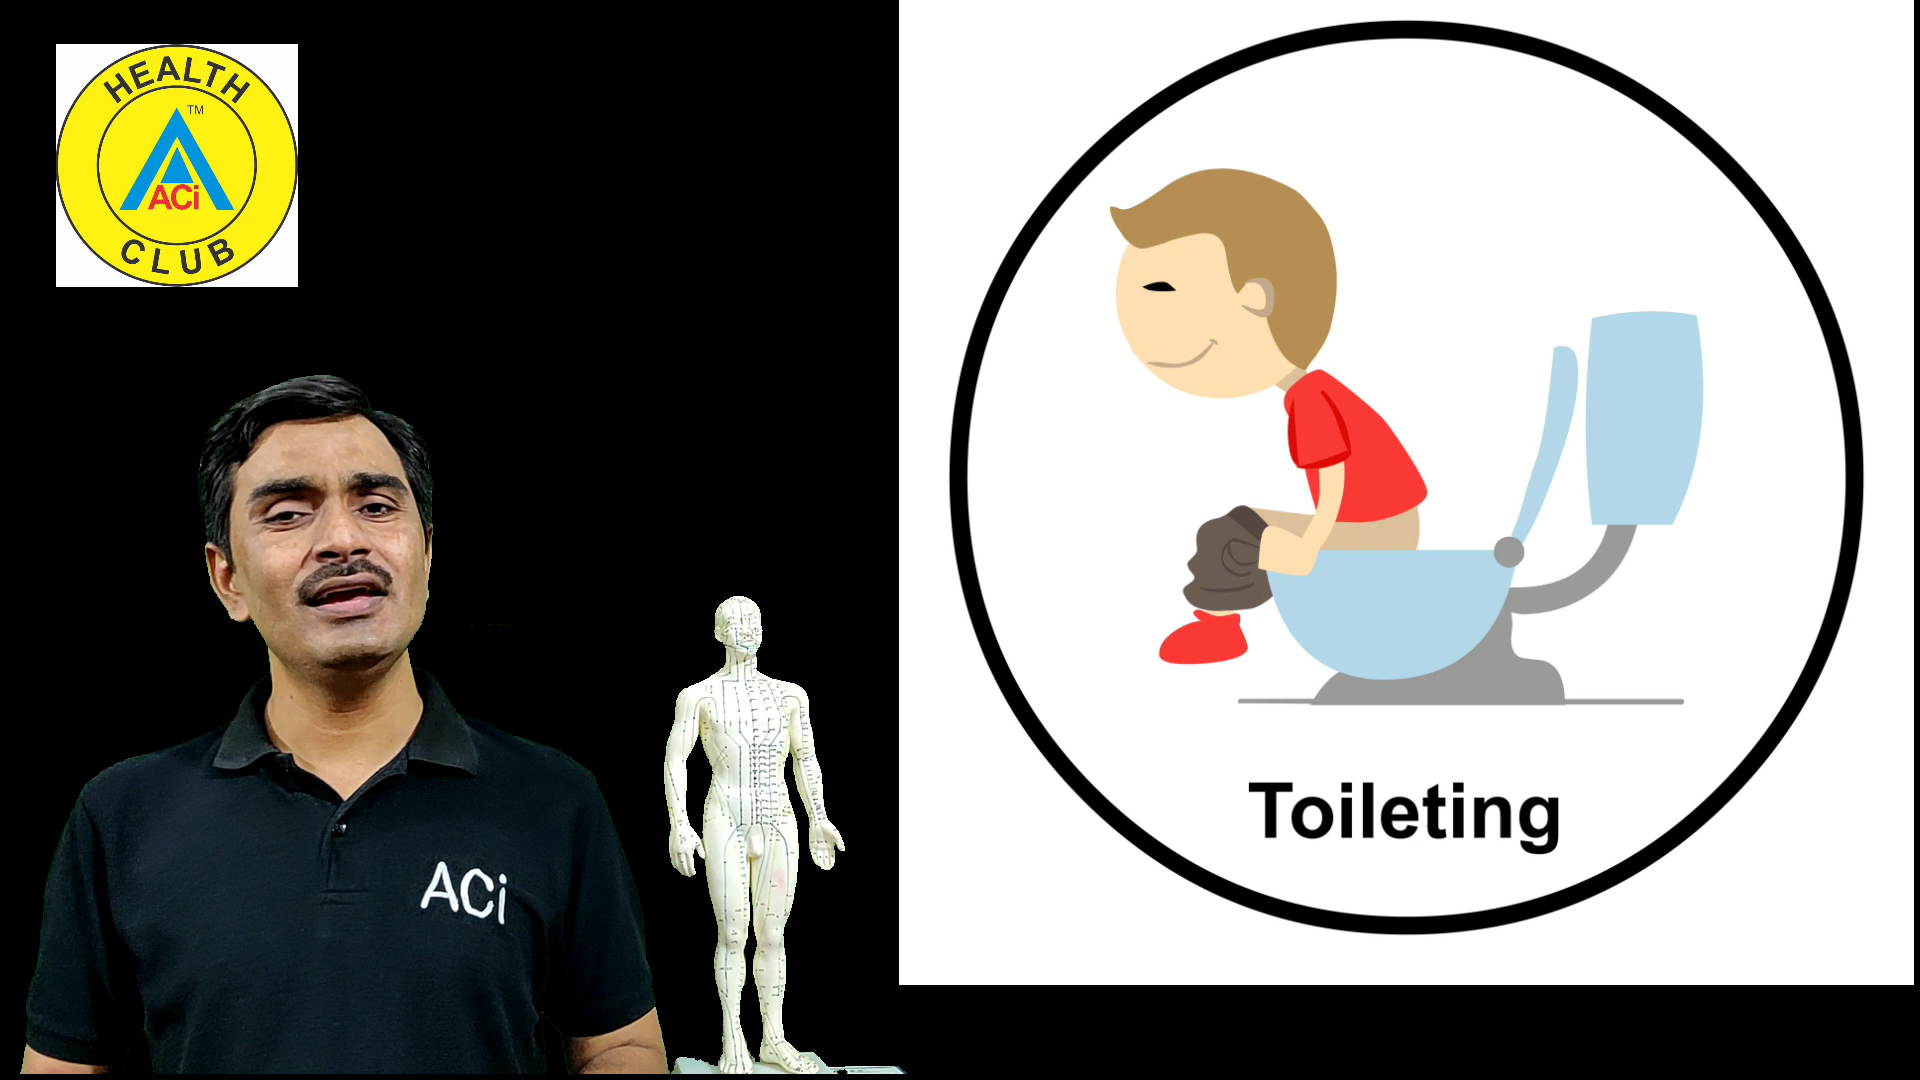 HEALTH
TM
ACi
CLUB
ACi
Toileting